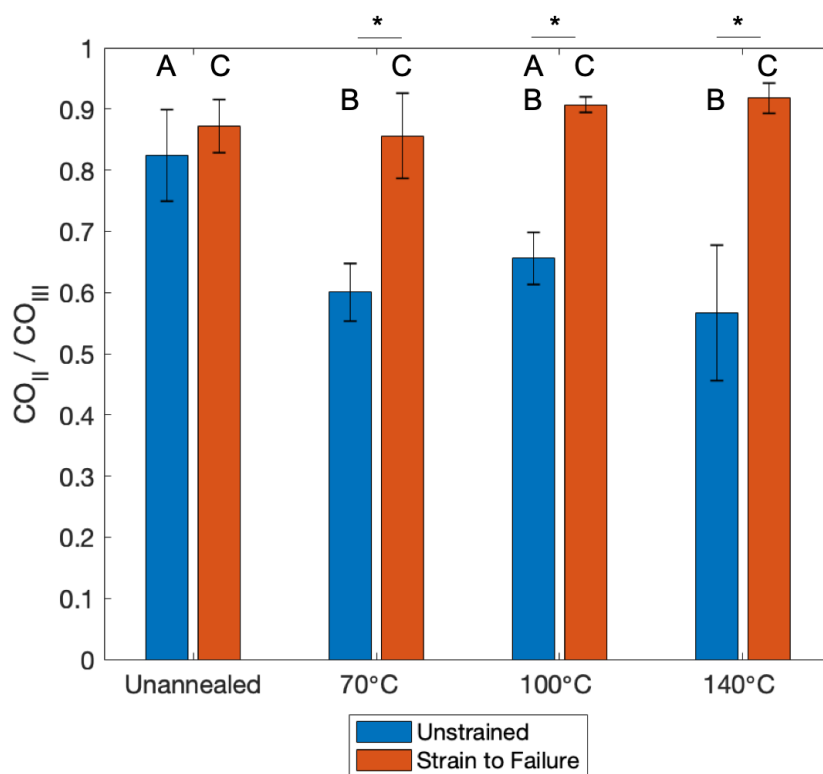 * * *
1
A C C A C C
0.9
B B B
0.8
0.7
0.6
0.5
0.4
0.3
0.2
0.1
0
CO_II / CO_III
Unannealed 70°C 100°C 140°C
Unstrained
Strain to Failure